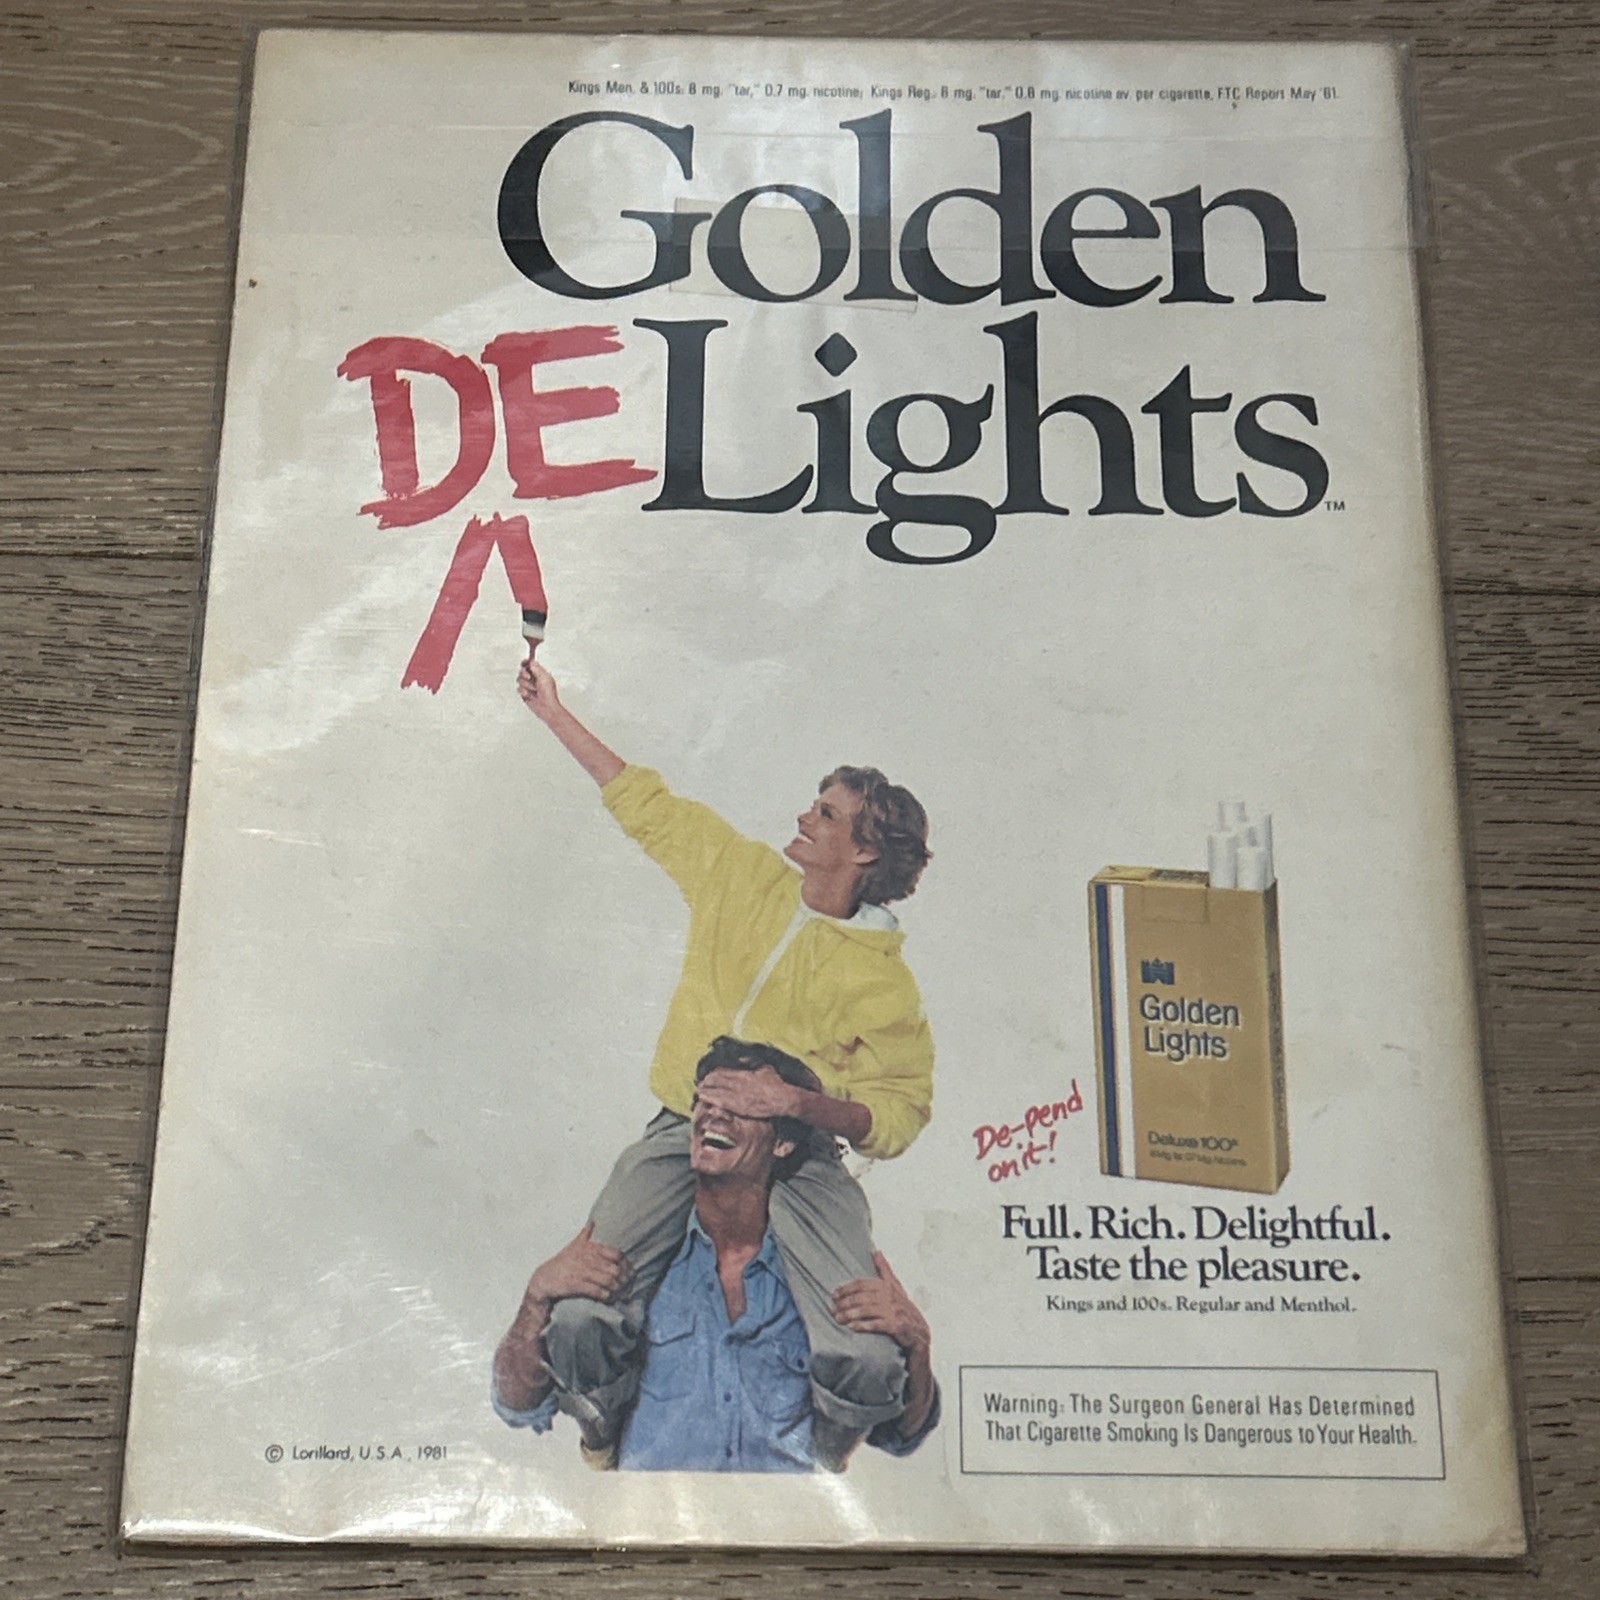 Kings Men. & 100s: 8 mg. "tar," 0.7 mg. nicotine; Kings Reg.: 8 mg. "tar," 0.8 mg. nicotine av. per cigarette, FTC Report May '81.
Golden
DE Lights™
Golden
Lights
Deluxe 100s
De-pend
on it!
Full. Rich. Delightful.
Taste the pleasure.
Kings and 100s. Regular and Menthol.
Warning: The Surgeon General Has Determined
That Cigarette Smoking Is Dangerous to Your Health.
© Lorillard, U.S.A., 1981